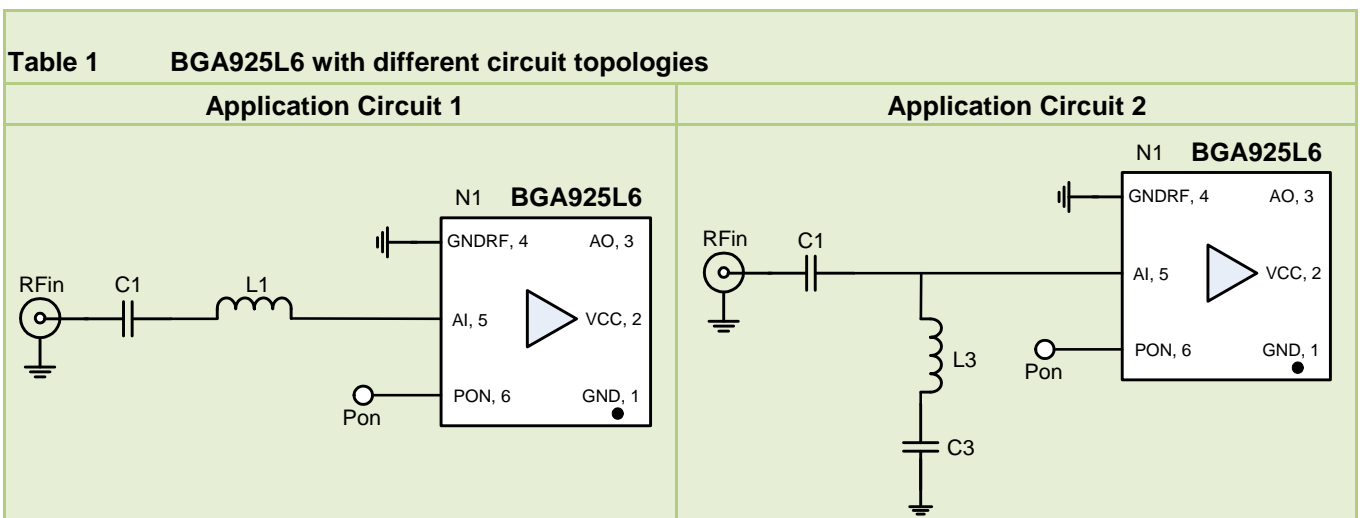 Table 1 BGA925L6 with different circuit topologies
Application Circuit 1
Application Circuit 2
N1 BGA925L6
GNDRF, 4
AO, 3
RFin
C1
L1
AI, 5
VCC, 2
PON, 6
GND, 1
Pon
N1 BGA925L6
GNDRF, 4
AO, 3
RFin
C1
AI, 5
VCC, 2
L3
PON, 6
GND, 1
Pon
C3